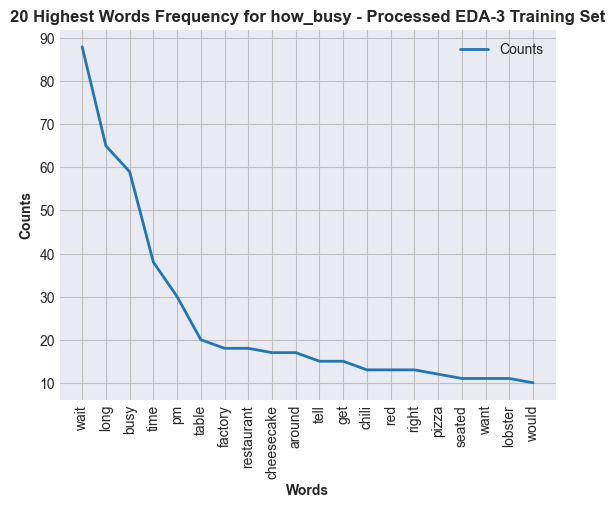 20 Highest Words Frequency for how_busy - Processed EDA-3 Training Set
Counts
90
80
70
60
50
40
30
20
10
Counts
wait
long
busy
time
pm
table
factory
restaurant
cheesecake
around
tell
get
chili
red
right
pizza
seated
want
lobster
would
Words